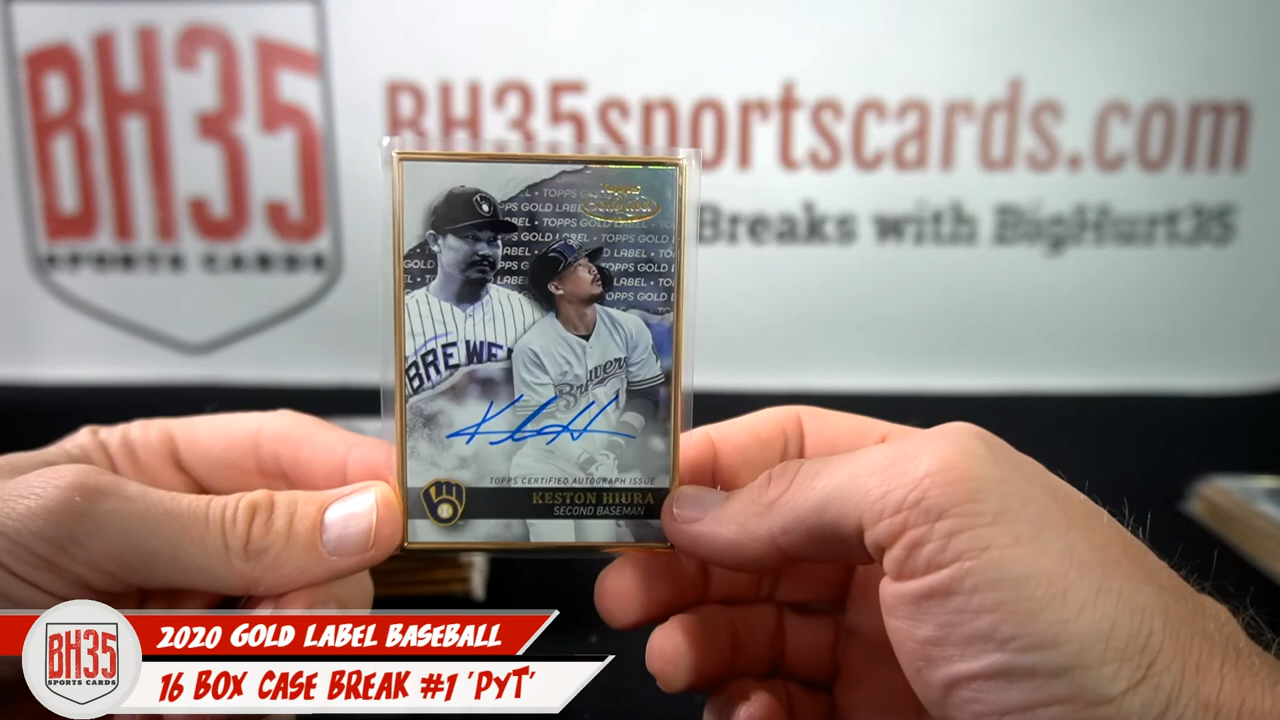 BH35
SPORTS CARDS
BH35sportscards.com
Breaks with BigHurt35
TOPPS
GOLD LABEL
TOPPS GOLD LABEL • TOPPS GOLD LABEL
BREWE
Brewers
TOPPS CERTIFIED AUTOGRAPH ISSUE
KESTON HIURA
SECOND BASEMAN
BH35
SPORTS CARDS
2020 GOLD LABEL BASEBALL
16 BOX CASE BREAK #1 'PYT'